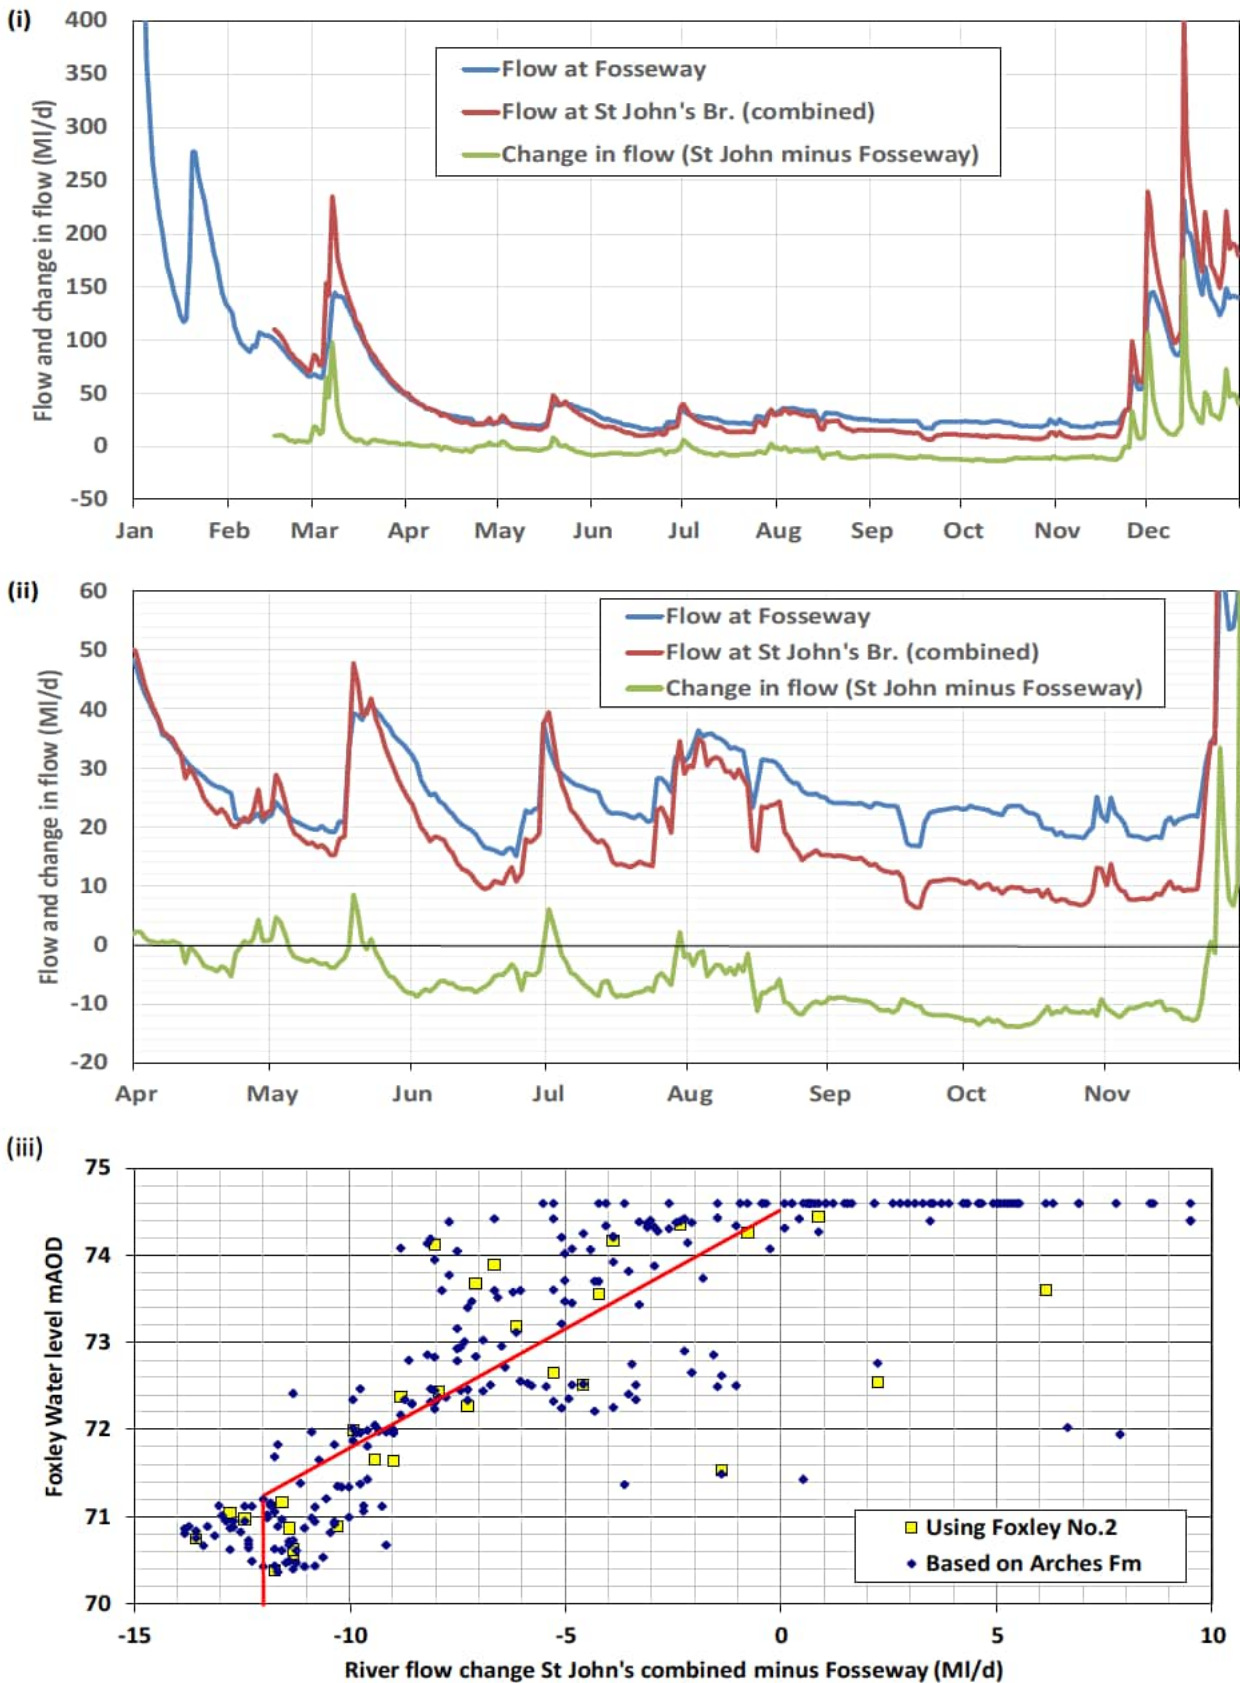 (i)
400
350
300
250
200
150
100
50
0
-50
Flow and change in flow (Ml/d)
Flow at Fosseway
Flow at St John's Br. (combined)
Change in flow (St John minus Fosseway)
Jan Feb Mar Apr May Jun Jul Aug Sep Oct Nov Dec
(ii)
60
50
40
30
20
10
0
-10
-20
Flow and change in flow (Ml/d)
Flow at Fosseway
Flow at St John's Br. (combined)
Change in flow (St John minus Fosseway)
Apr May Jun Jul Aug Sep Oct Nov
(iii)
75
74
73
72
71
70
Foxley Water level mAOD
Using Foxley No.2
Based on Arches Fm
-15 -10 -5 0 5 10
River flow change St John's combined minus Fosseway (Ml/d)